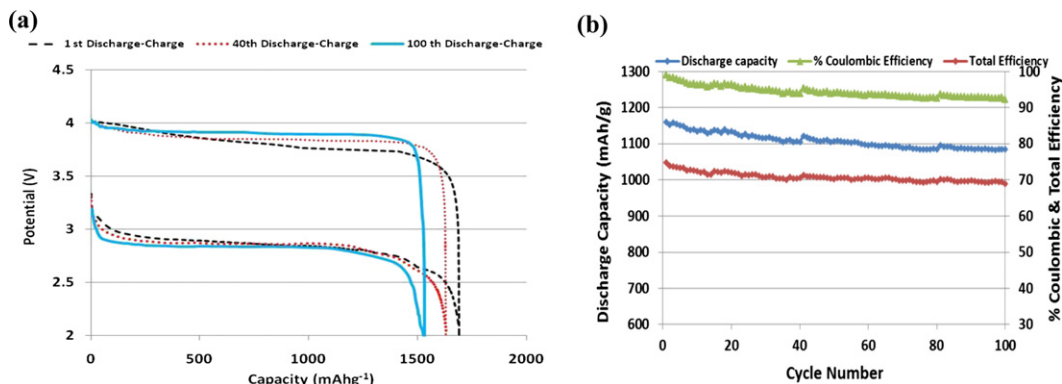 (a)
1 st Discharge-Charge 40th Discharge-Charge 100 th Discharge-Charge
4.5
4
3.5
3
2.5
2
Potential (V)
0 500 1000 1500 2000
Capacity (mAhg⁻¹)
(b)
Discharge capacity % Coulombic Efficiency Total Efficiency
1300
1200
1100
1000
900
800
700
600
Discharge Capacity (mAh/g)
100
90
80
70
60
50
40
30
% Coulombic & Total Efficiency
0 20 40 60 80 100
Cycle Number